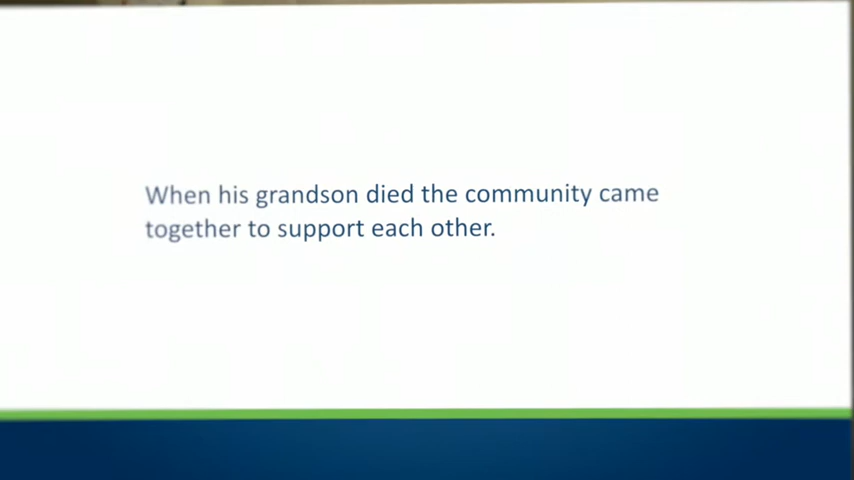 When his grandson died the community came
together to support each other.